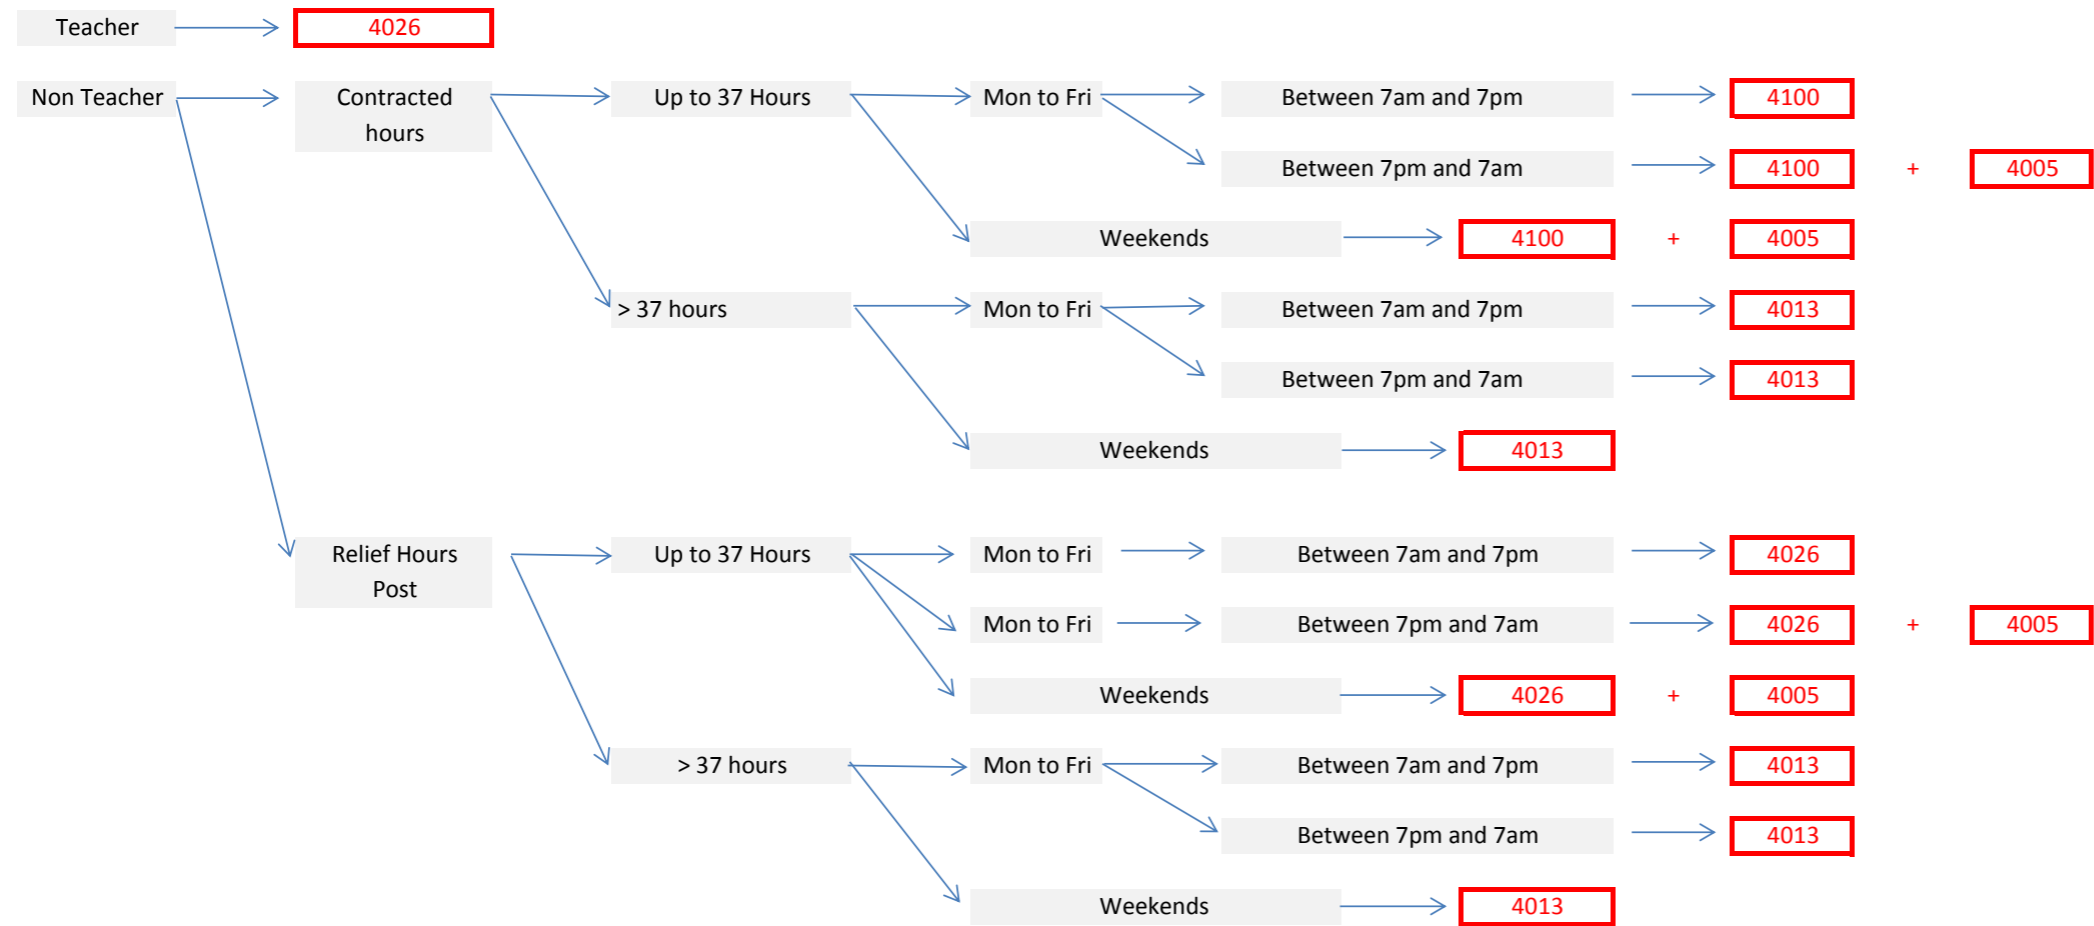 Teacher 4026
Non Teacher Contracted Up to 37 Hours Mon to Fri Between 7am and 7pm 4100
hours
Between 7pm and 7am 4100 + 4005
Weekends 4100 + 4005
> 37 hours Mon to Fri Between 7am and 7pm 4013
Between 7pm and 7am 4013
Weekends 4013
Relief Hours Up to 37 Hours Mon to Fri Between 7am and 7pm 4026
Post
Mon to Fri Between 7pm and 7am 4026 + 4005
Weekends 4026 + 4005
> 37 hours Mon to Fri Between 7am and 7pm 4013
Between 7pm and 7am 4013
Weekends 4013